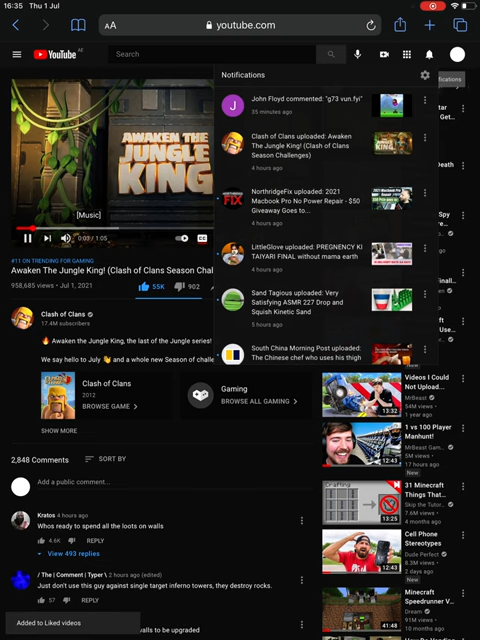 16:35 Thu 1 Jul
AA
youtube.com
YouTube AE
Search
Notifications
John Floyd commented: "g73 vun.fyi"
35 minutes ago
Clash of Clans uploaded: Awaken
The Jungle King! (Clash of Clans
Season Challenges)
4 hours ago
NorthridgeFix uploaded: 2021
Macbook Pro No Power Repair - $50
Giveaway Goes to...
4 hours ago
LittleGlove uploaded: PREGNENCY KI
TAIYARI FINAL without mama earth
4 hours ago
Sand Tagious uploaded: Very
Satisfying ASMR 227 Drop and
Squish Kinetic Sand
5 hours ago
South China Morning Post uploaded:
The Chinese chef who uses his thigh
AWAKEN THE
JUNGLE
KING
[Music]
0:03 / 1:05
#11 ON TRENDING FOR GAMING
Awaken The Jungle King! (Clash of Clans Season Chal
958,685 views • Jul 1, 2021
55K
902
Clash of Clans
17.4M subscribers
Awaken the Jungle King, the last of the Jungle series!
We say hello to July and a whole new Season of challe
Clash of Clans
2012
BROWSE GAME
Gaming
BROWSE ALL GAMING
SHOW MORE
2,848 Comments
SORT BY
Add a public comment...
Kratos 4 hours ago
Whos ready to spend all the loots on walls
4.6K
REPLY
View 493 replies
/ The | Comment | Typer \ 2 hours ago (edited)
Just don't use this guy against single target inferno towers, they destroy rocks.
57
REPLY
Added to Liked videos
walls to be upgraded
New
Videos I Could
Not Upload...
MrBeast
54M views •
1 year ago
13:32
1 vs 100 Player
Manhunt!
MrBeast Gaming
5M views •
17 hours ago
New
12:43
31 Minecraft
Things That...
Skip the Tutor...
7.6M views •
4 months ago
Crafting
13:25
Cell Phone
Stereotypes
Dude Perfect
8.3M views •
2 days ago
New
12:43
Minecraft
Speedrunner V
Dream
91M views •
10 months ago
41:48